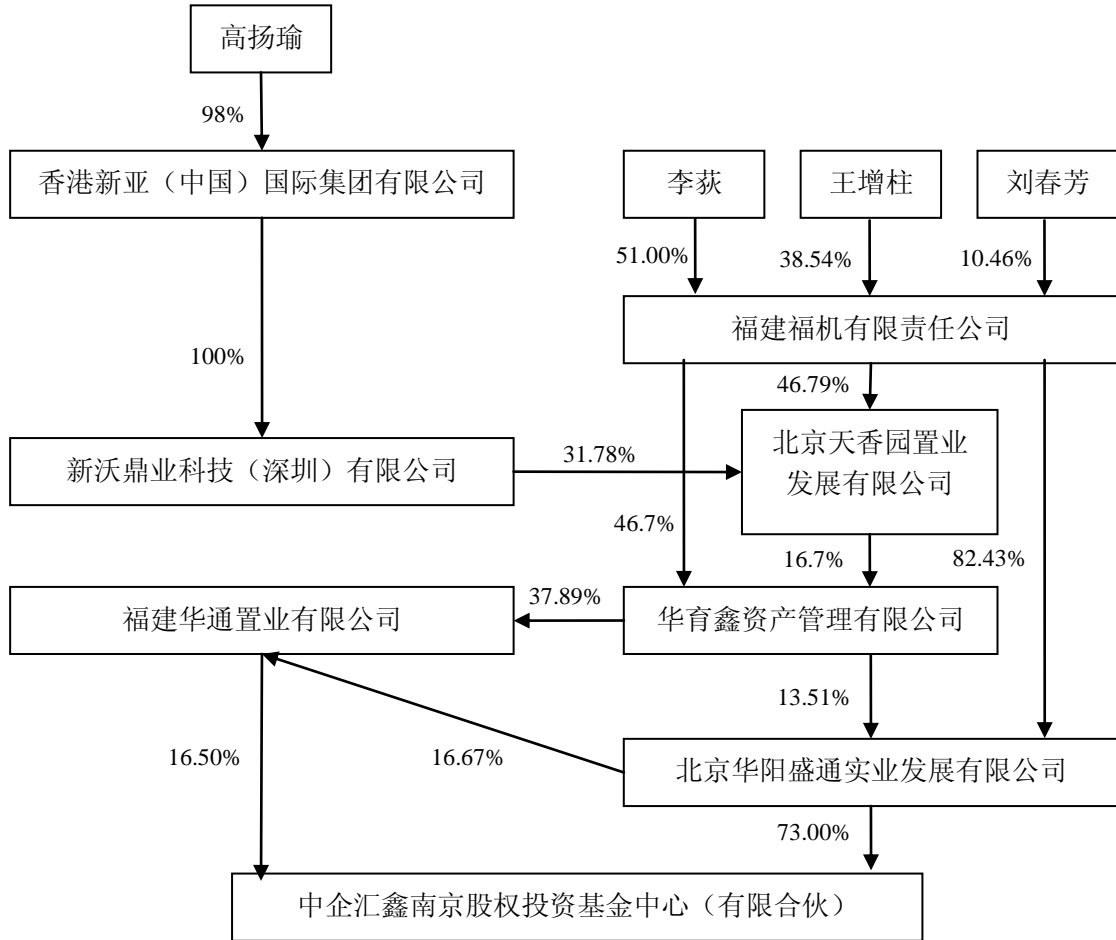 高扬瑜
98%
香港新亚（中国）国际集团有限公司
李荻
王增柱
刘春芳
51.00%
38.54%
10.46%
福建福机有限责任公司
100%
46.79%
北京天香园置业
发展有限公司
新沃鼎业科技（深圳）有限公司
31.78%
46.7%
16.7%
82.43%
37.89%
福建华通置业有限公司
华育鑫资产管理有限公司
13.51%
16.50%
16.67%
北京华阳盛通实业发展有限公司
73.00%
中企汇鑫南京股权投资基金中心（有限合伙）